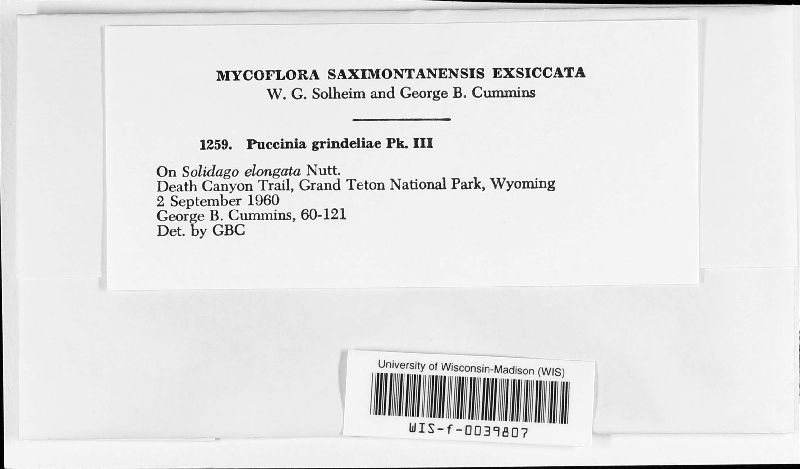 MYCOFLORA SAXIMONTANENSIS EXSICCATA
W. G. Solheim and George B. Cummins
1259. Puccinia grindeliae Pk. III
On Solidago elongata Nutt.
Death Canyon Trail, Grand Teton National Park, Wyoming
2 September 1960
George B. Cummins, 60-121
Det. by GBC
University of Wisconsin-Madison (WIS)
WIS-f-0039807